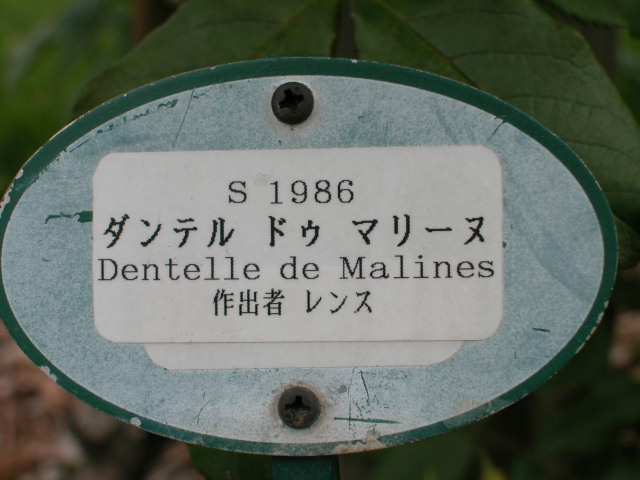 S 1986
ダンテル ドゥ マリーヌ
Dentelle de Malines
作出者 レンス